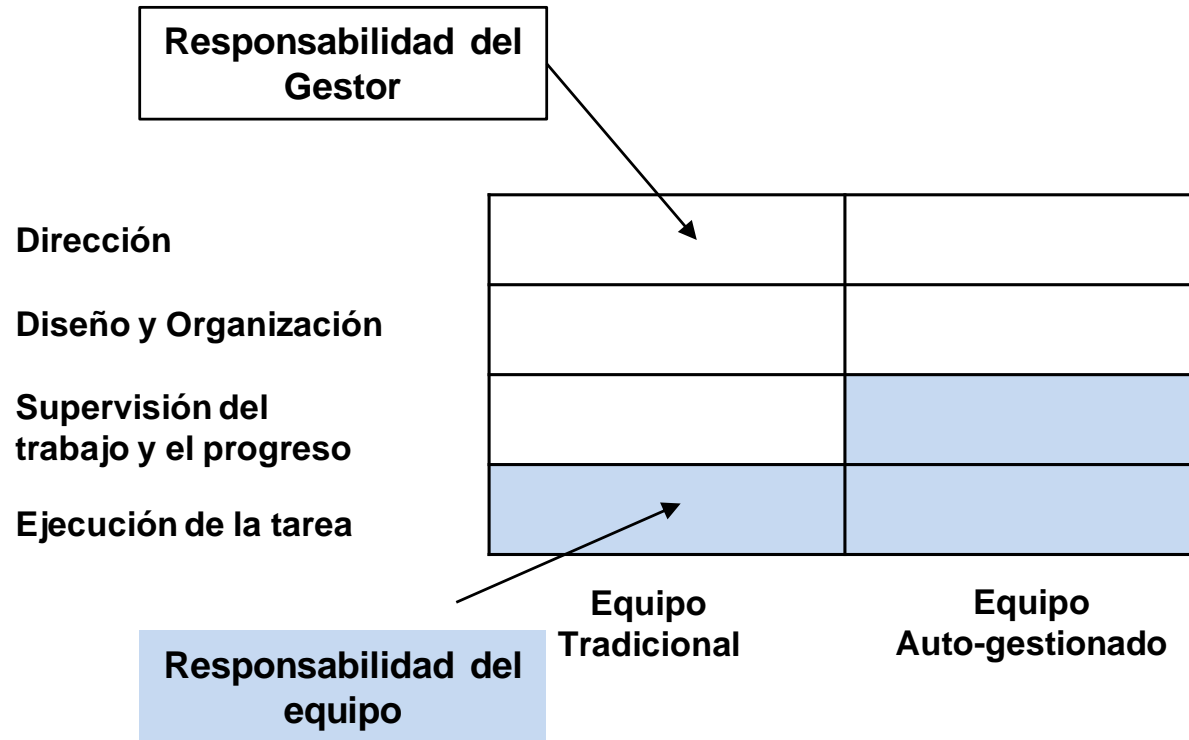 Responsabilidad del
Gestor
Dirección
Diseño y Organización
Supervisión del
trabajo y el progreso
Ejecución de la tarea
Equipo
Tradicional
Equipo
Auto-gestionado
Responsabilidad del
equipo